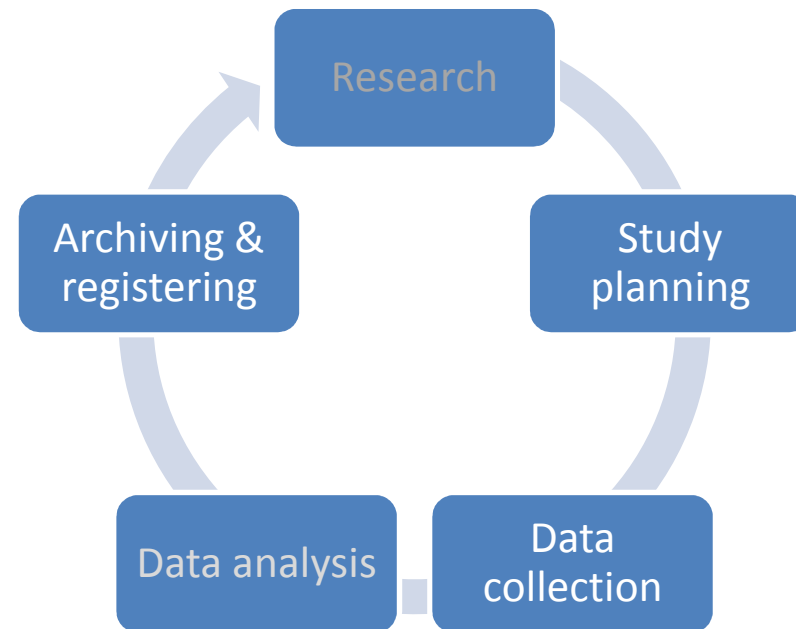 Research
Study
planning
Data
collection
Data analysis
Archiving &
registering